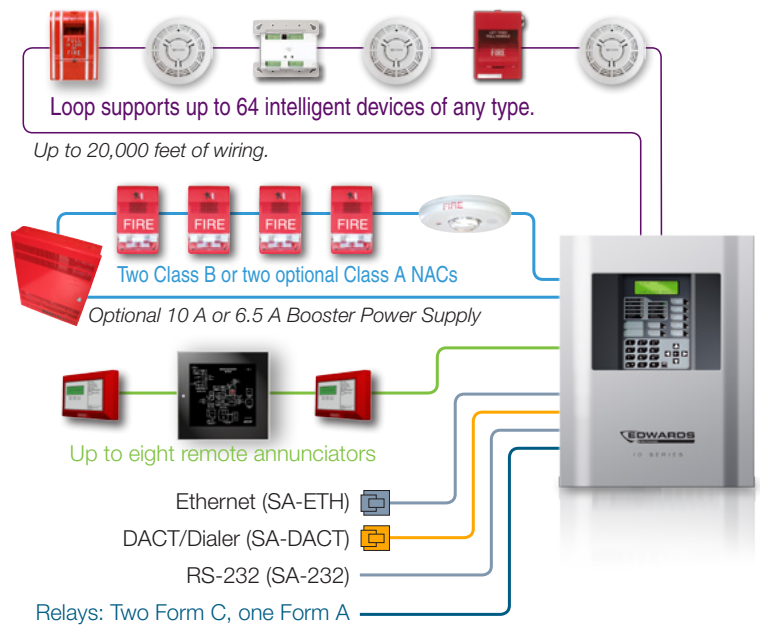 Loop supports up to 64 intelligent devices of any type.
Up to 20,000 feet of wiring.
FIRE
FIRE
FIRE
FIRE
FIRE
Two Class B or two optional Class A NACs
Optional 10 A or 6.5 A Booster Power Supply
Up to eight remote annunciators
EDWARDS
IO SERIES
Ethernet (SA-ETH)
DACT/Dialer (SA-DACT)
RS-232 (SA-232)
Relays: Two Form C, one Form A